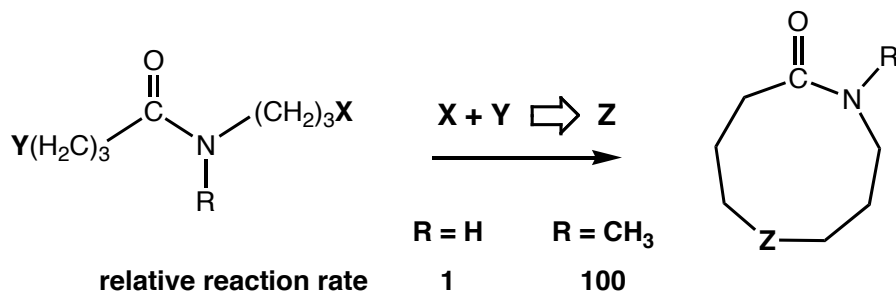 O
C
Y(H₂C)₃
N
(CH₂)₃X
R
X + Y ⇨ Z
R = H R = CH₃
relative reaction rate 1 100
O
C
N
R
Z